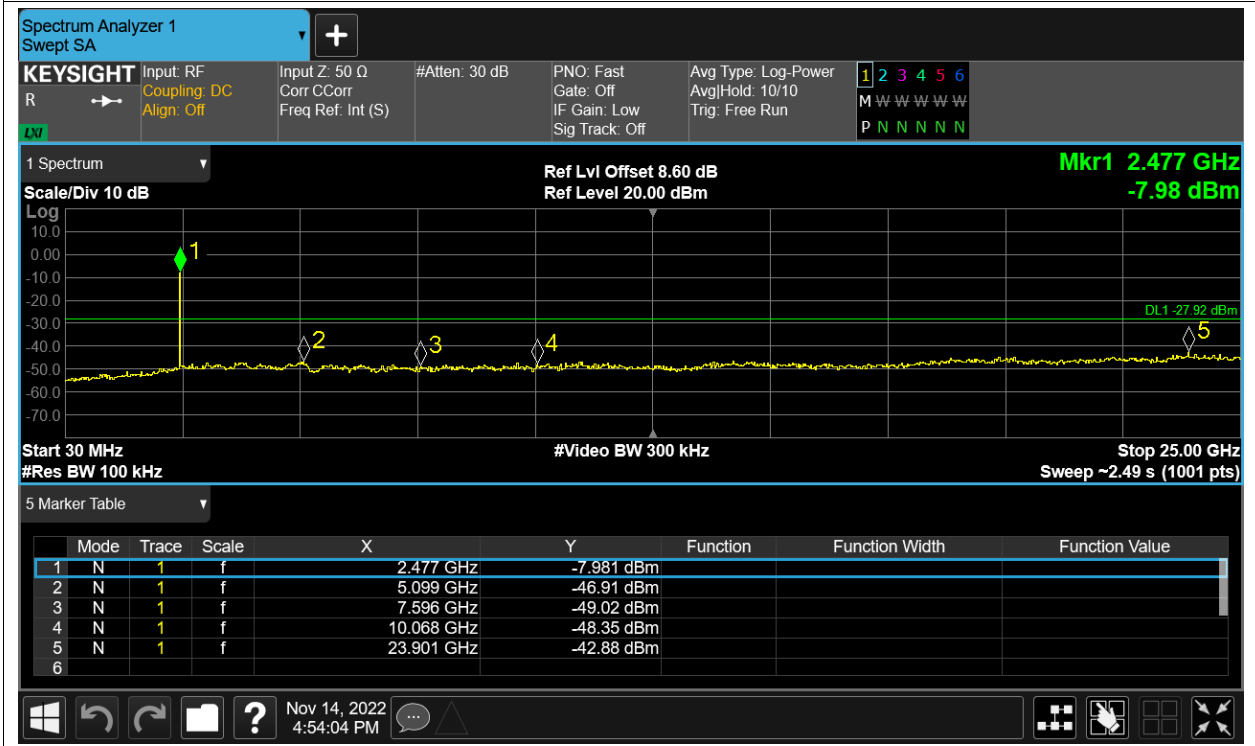 Spectrum Analyzer 1
Swept SA
+
KEYSIGHT Input: RF Input Z: 50 Ω #Atten: 30 dB PNO: Fast Avg Type: Log-Power 1 2 3 4 5 6
R Coupling: DC Corr CCorr Gate: Off Avg|Hold: 10/10 M W W W W W
Align: Off Freq Ref: Int (S) IF Gain: Low Trig: Free Run
LXI Sig Track: Off P N N N N N
1 Spectrum Ref Lvl Offset 8.60 dB Mkr1 2.477 GHz
Scale/Div 10 dB Ref Level 20.00 dBm -7.98 dBm
Log
10.0
0.00 1
-10.0
-20.0 DL1 -27.92 dBm
-30.0
-40.0 2 3 4 5
-50.0
-60.0
-70.0
Start 30 MHz #Video BW 300 kHz Stop 25.00 GHz
#Res BW 100 kHz Sweep ~2.49 s (1001 pts)
5 Marker Table
Mode Trace Scale X Y Function Function Width Function Value
1 N 1 f 2.477 GHz -7.981 dBm
2 N 1 f 5.099 GHz -46.91 dBm
3 N 1 f 7.596 GHz -49.02 dBm
4 N 1 f 10.068 GHz -48.35 dBm
5 N 1 f 23.901 GHz -42.88 dBm
6
? Nov 14, 2022
4:54:04 PM